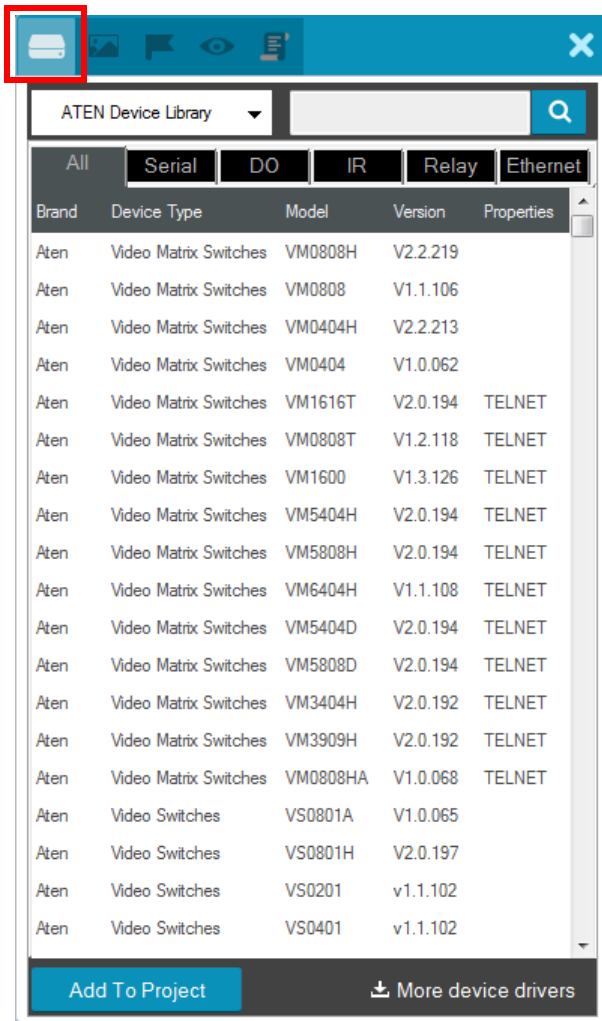 ATEN Device Library
All Serial DO IR Relay Ethernet
Brand Device Type Model Version Properties
Aten Video Matrix Switches VM0808H V2.2.219
Aten Video Matrix Switches VM0808 V1.1.106
Aten Video Matrix Switches VM0404H V2.2.213
Aten Video Matrix Switches VM0404 V1.0.062
Aten Video Matrix Switches VM1616T V2.0.194 TELNET
Aten Video Matrix Switches VM0808T V1.2.118 TELNET
Aten Video Matrix Switches VM1600 V1.3.126 TELNET
Aten Video Matrix Switches VM5404H V2.0.194 TELNET
Aten Video Matrix Switches VM5808H V2.0.194 TELNET
Aten Video Matrix Switches VM6404H V1.1.108 TELNET
Aten Video Matrix Switches VM5404D V2.0.194 TELNET
Aten Video Matrix Switches VM5808D V2.0.194 TELNET
Aten Video Matrix Switches VM3404H V2.0.192 TELNET
Aten Video Matrix Switches VM3909H V2.0.192 TELNET
Aten Video Matrix Switches VM0808HA V1.0.068 TELNET
Aten Video Switches VS0801A V1.0.065
Aten Video Switches VS0801H V2.0.197
Aten Video Switches VS0201 v1.1.102
Aten Video Switches VS0401 v1.1.102
Add To Project More device drivers